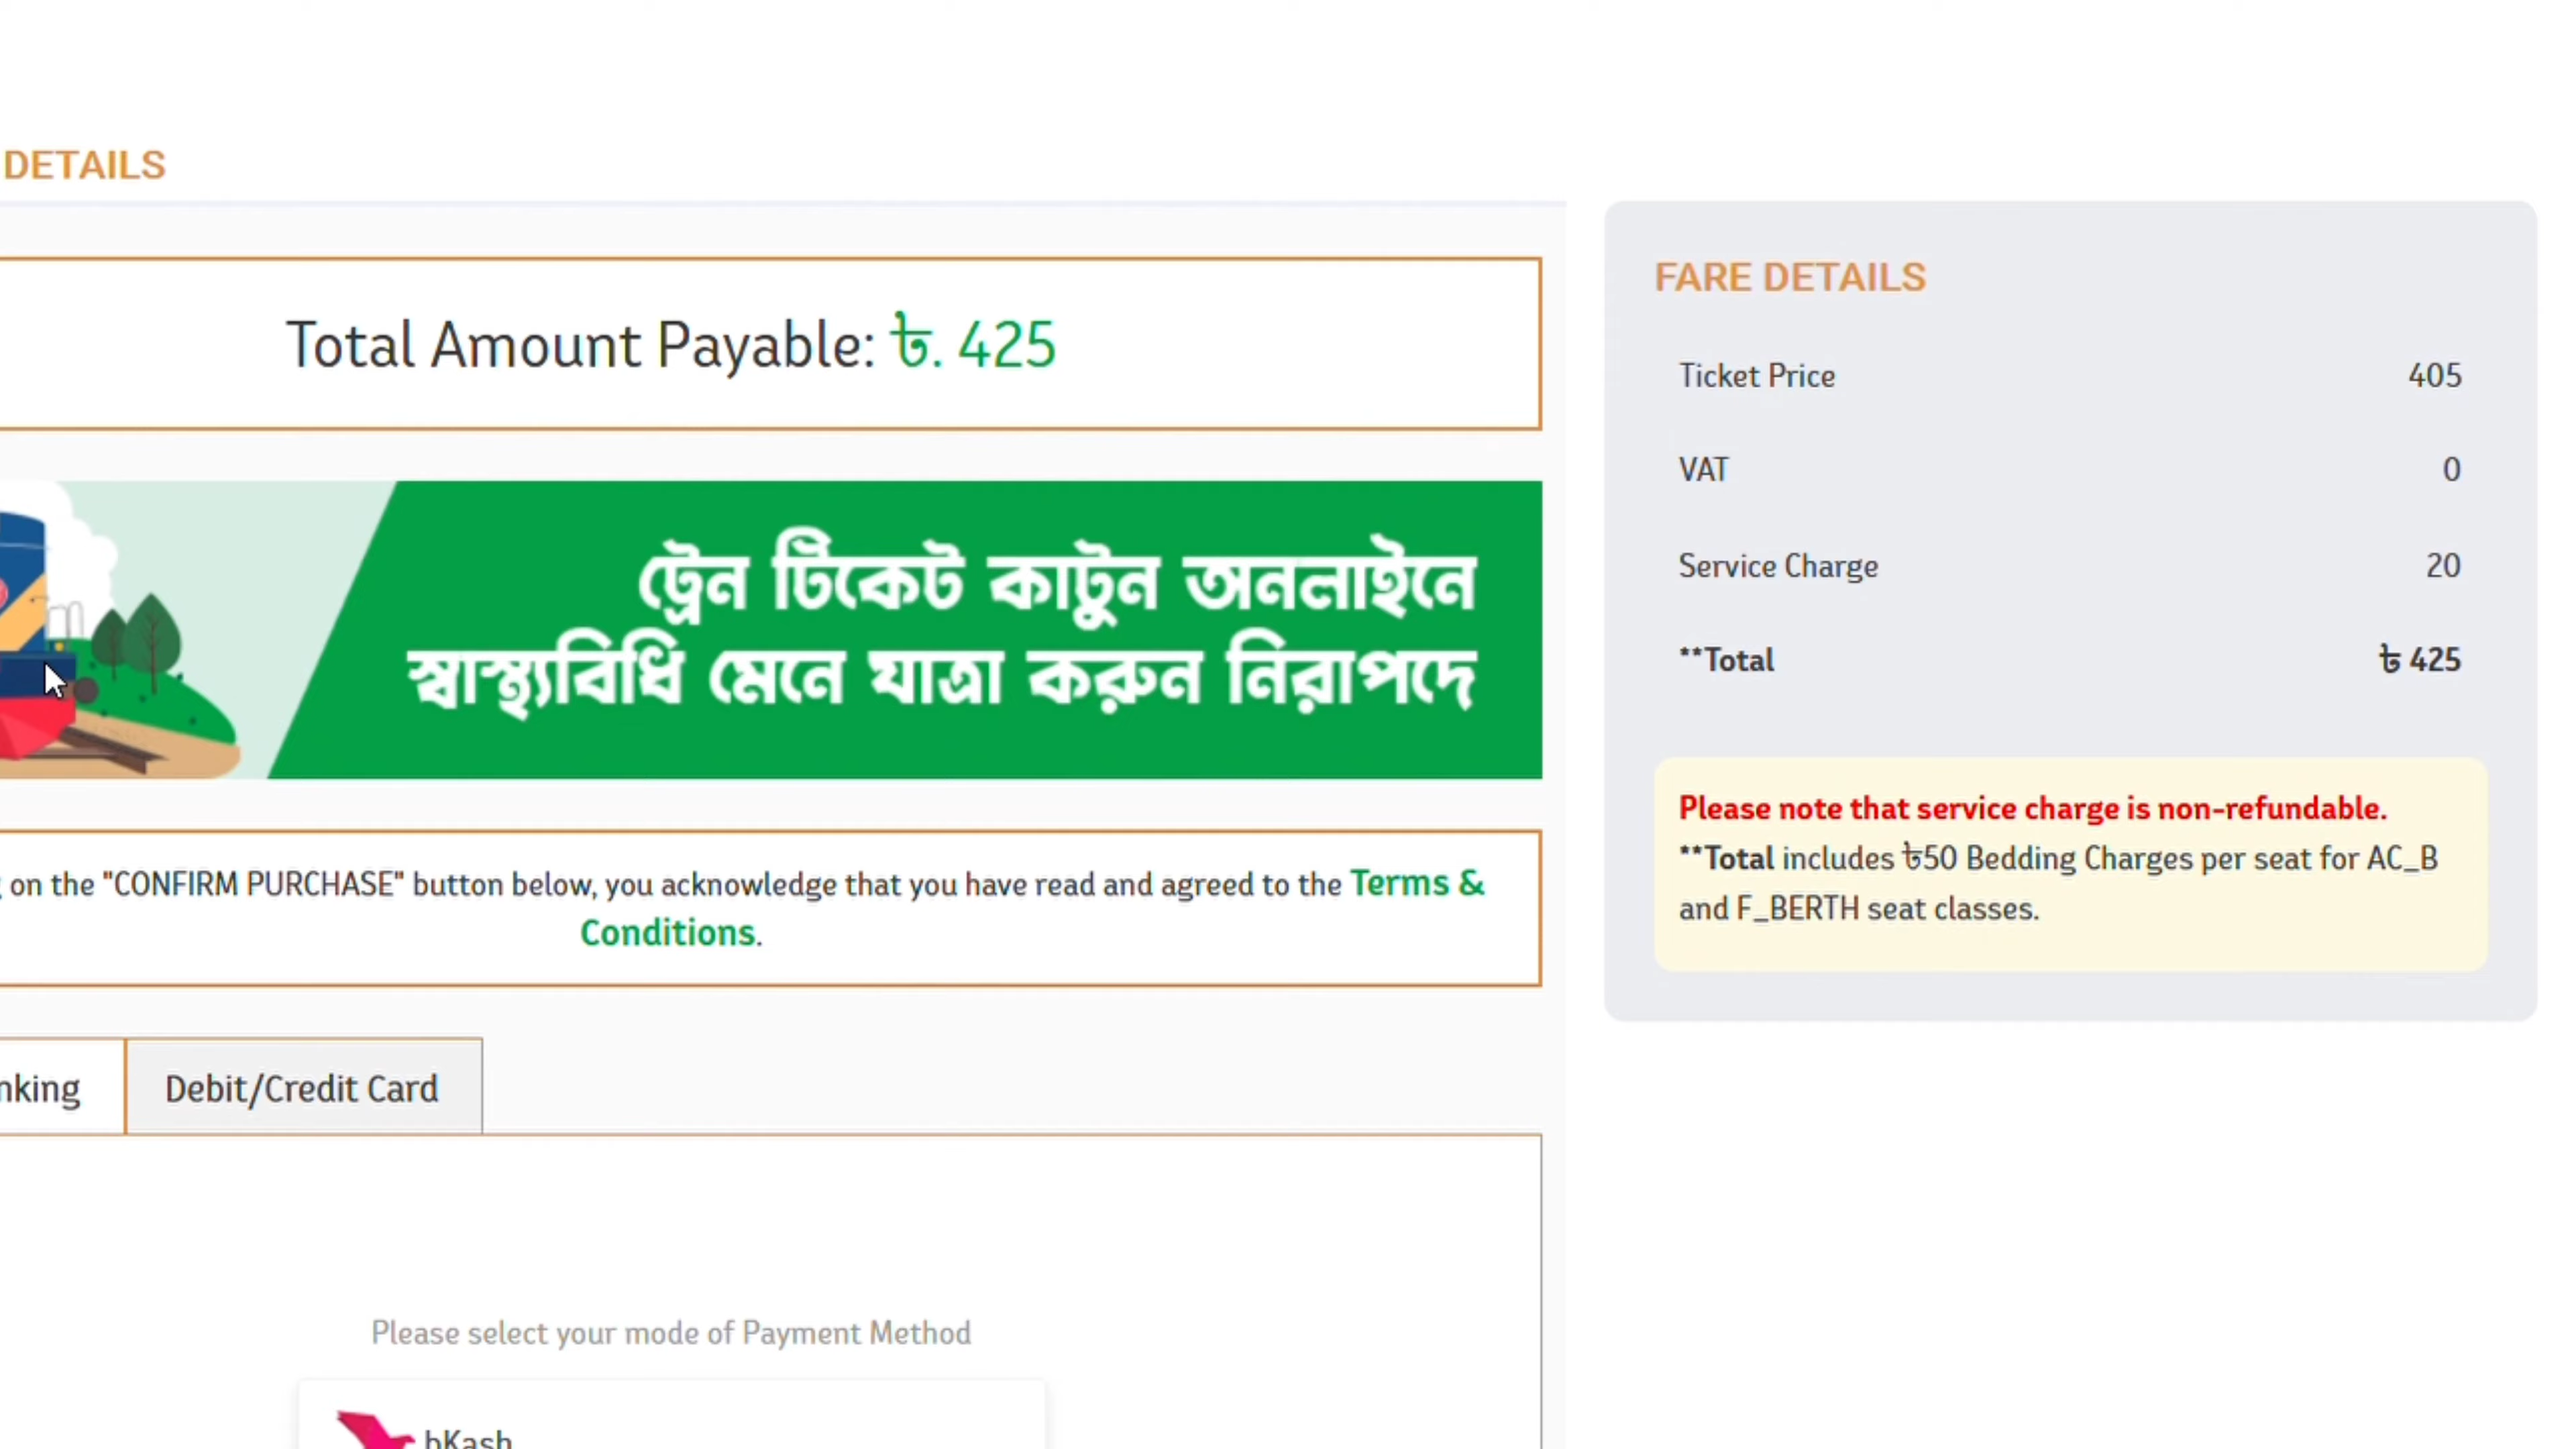 DETAILS
Total Amount Payable: ৳. 425
ট্রেন টিকেট কাটুন অনলাইনে
স্বাস্থ্যবিধি মেনে যাত্রা করুন নিরাপদে
on the "CONFIRM PURCHASE" button below, you acknowledge that you have read and agreed to the Terms &
Conditions.
nking
Debit/Credit Card
Please select your mode of Payment Method
bKash
FARE DETAILS
Ticket Price 405
VAT 0
Service Charge 20
**Total ৳ 425
Please note that service charge is non-refundable.
**Total includes ৳50 Bedding Charges per seat for AC_B
and F_BERTH seat classes.